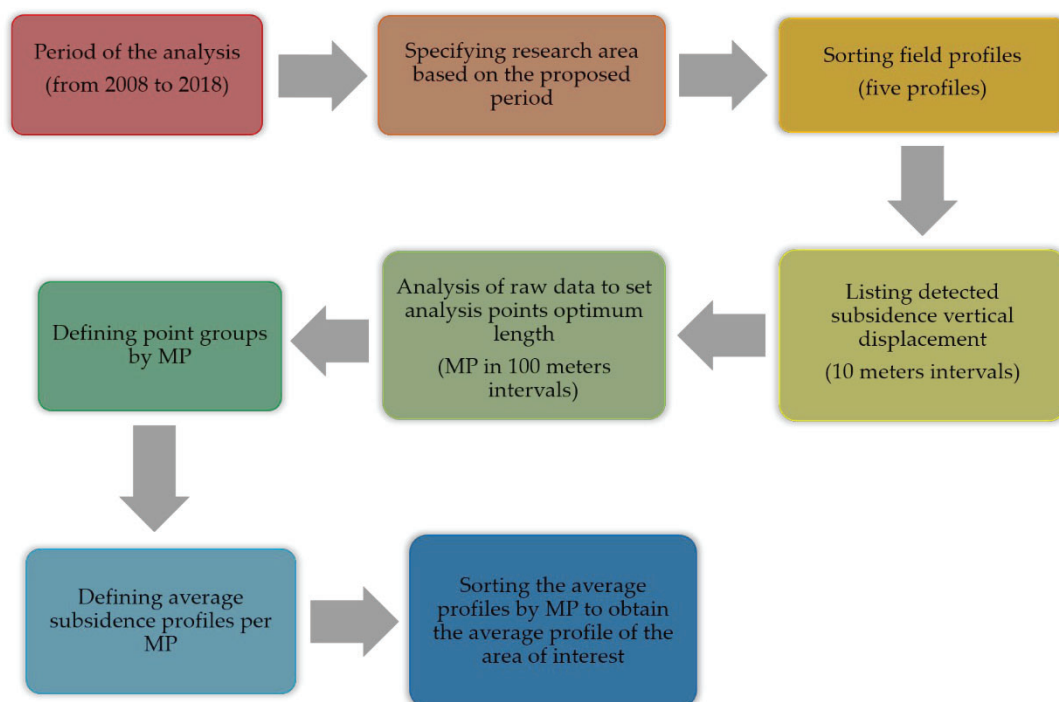 Period of the analysis
(from 2008 to 2018)
Specifying research area
based on the proposed
period
Sorting field profiles
(five profiles)
Listing detected
subsidence vertical
displacement
(10 meters intervals)
Analysis of raw data to set
analysis points optimum
length
(MP in 100 meters
intervals)
Defining point groups
by MP
Defining average
subsidence profiles per
MP
Sorting the average
profiles by MP to obtain
the average profile of the
area of interest